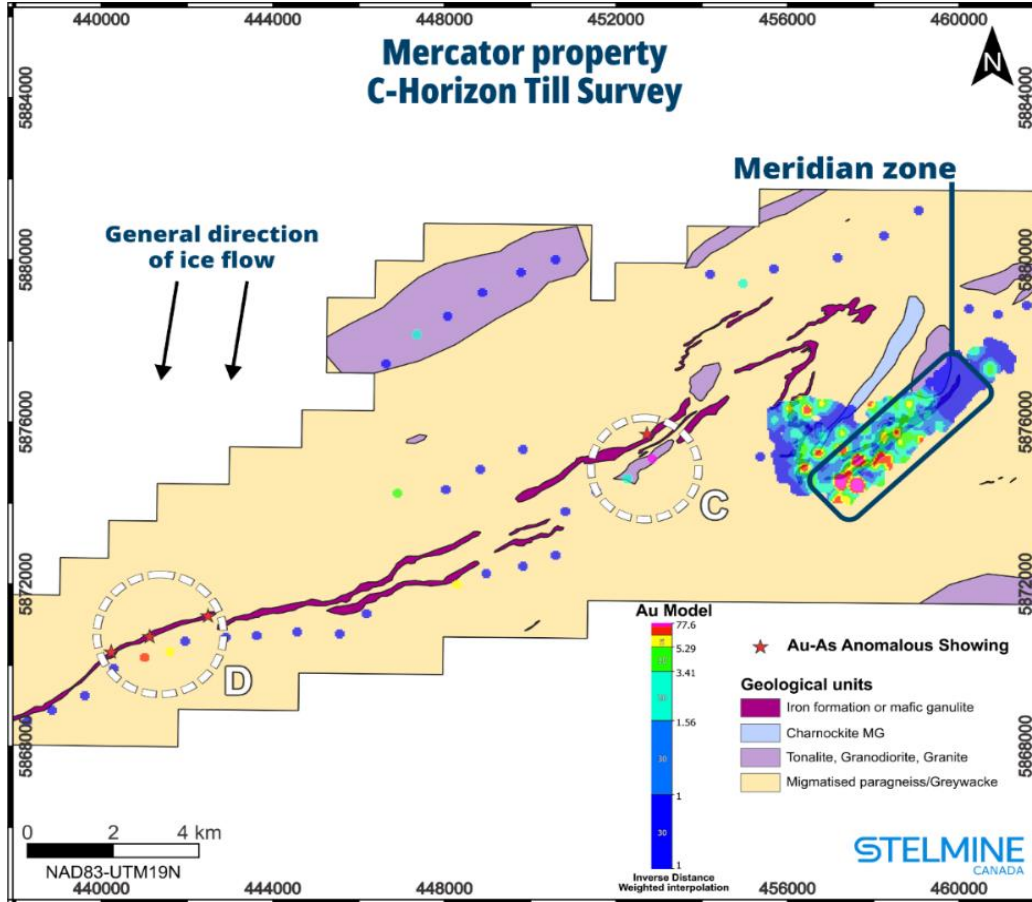 440000 444000 448000 452000 456000 460000
Mercator property
C-Horizon Till Survey
N
5884000
5884000
Meridian zone
General direction
of ice flow
5880000
5880000
5876000
5876000
C
5872000
5872000
D
Au Model
77.6
5.29
10
3.41
1.56
30
1
30
1
Inverse Distance
Weighted interpolation
Au-As Anomalous Showing
Geological units
Iron formation or mafic ganulite
Charnockite MG
Tonalite, Granodiorite, Granite
Migmatised paragneiss/Greywacke
5868000
5868000
0 2 4 km
NAD83-UTM19N
STELMINE
CANADA
440000 444000 448000 452000 456000 460000